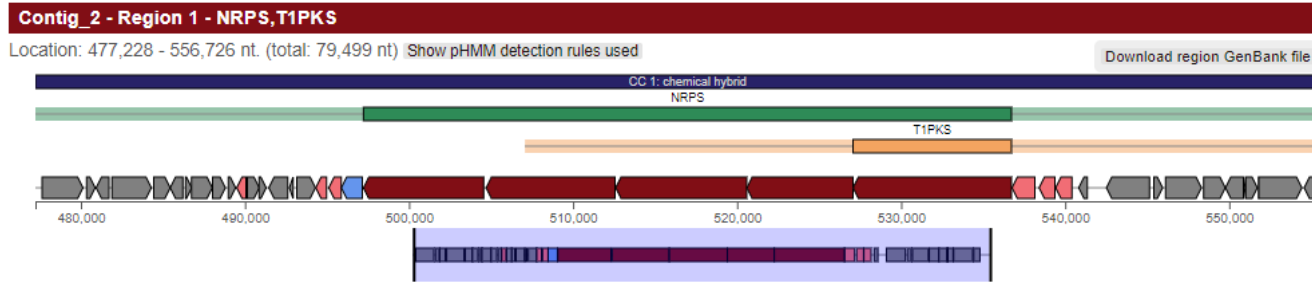 Contig_2 - Region 1 - NRPS,T1PKS
Location: 477,228 - 556,726 nt. (total: 79,499 nt) Show pHMM detection rules used
Download region GenBank file
CC 1: chemical hybrid
NRPS
T1PKS
480,000 490,000 500,000 510,000 520,000 530,000 540,000 550,000